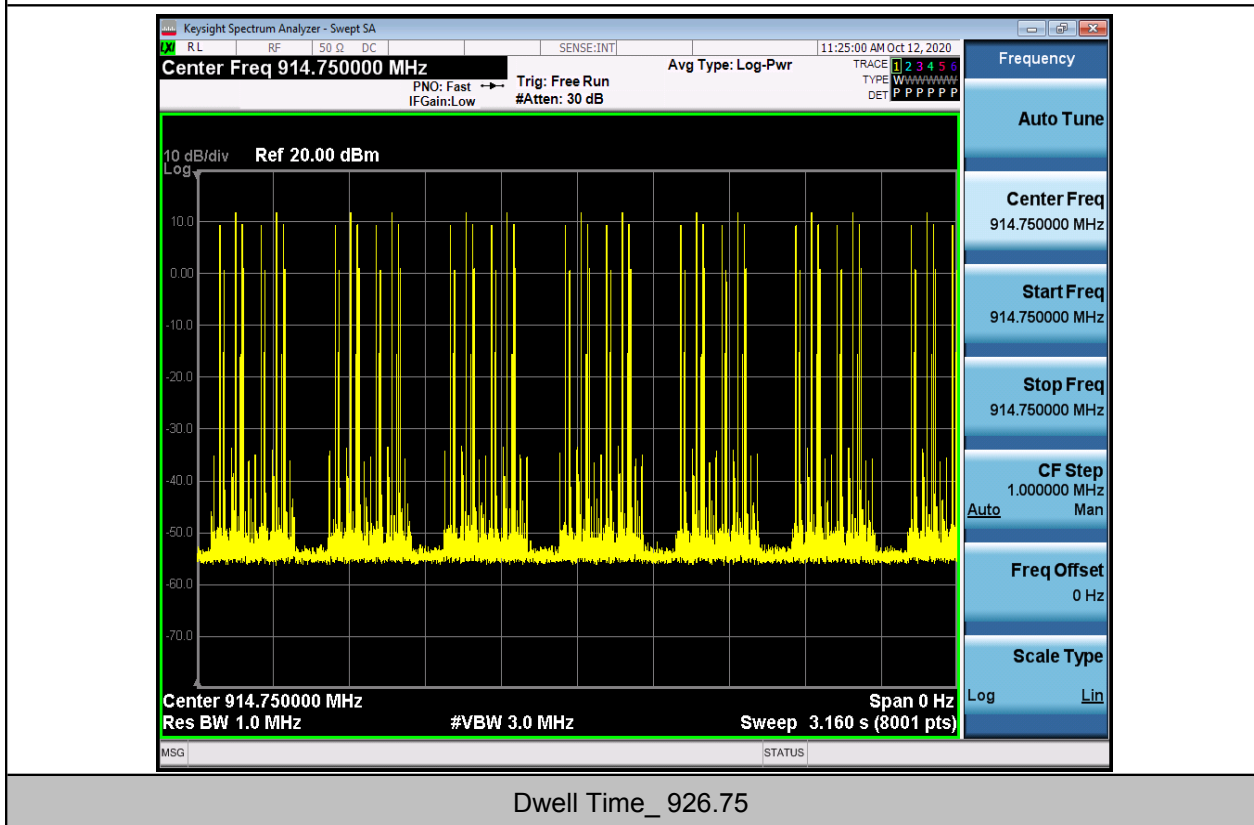 Keysight Spectrum Analyzer - Swept SA
LXI RL RF 50 Ω DC SENSE:INT 11:25:00 AM Oct 12, 2020
Center Freq 914.750000 MHz Avg Type: Log-Pwr TRACE 1 2 3 4 5 6
PNO: Fast Trig: Free Run TYPE WWWWWW
IFGain:Low #Atten: 30 dB DET P P P P P P
10 dB/div Ref 20.00 dBm
Log
10.0
0.00
-10.0
-20.0
-30.0
-40.0
-50.0
-60.0
-70.0
Center 914.750000 MHz Span 0 Hz
Res BW 1.0 MHz #VBW 3.0 MHz Sweep 3.160 s (8001 pts)
MSG STATUS
Frequency
Auto Tune
Center Freq
914.750000 MHz
Start Freq
914.750000 MHz
Stop Freq
914.750000 MHz
CF Step
1.000000 MHz
Auto Man
Freq Offset
0 Hz
Scale Type
Log Lin
Dwell Time_ 926.75